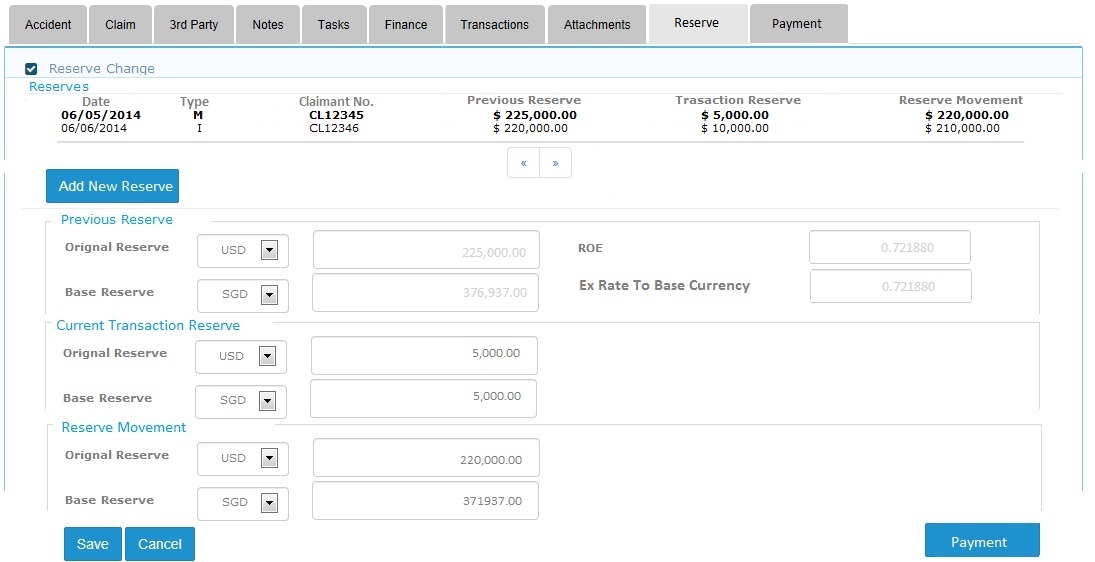 Accident Claim 3rd Party Notes Tasks Finance Transactions Attachments Reserve Payment
Reserve Change
Reserves
Date Type Claimant No. Previous Reserve Trasaction Reserve Reserve Movement
06/05/2014 M CL12345 $ 225,000.00 $ 5,000.00 $ 220,000.00
06/06/2014 I CL12346 $ 220,000.00 $ 10,000.00 $ 210,000.00
« »
Add New Reserve
Previous Reserve
Orignal Reserve USD 225,000.00 ROE 0.721880
Base Reserve SGD 376,937.00 Ex Rate To Base Currency 0.721880
Current Transaction Reserve
Orignal Reserve USD 5,000.00
Base Reserve SGD 5,000.00
Reserve Movement
Orignal Reserve USD 220,000.00
Base Reserve SGD 371937.00
Save Cancel Payment